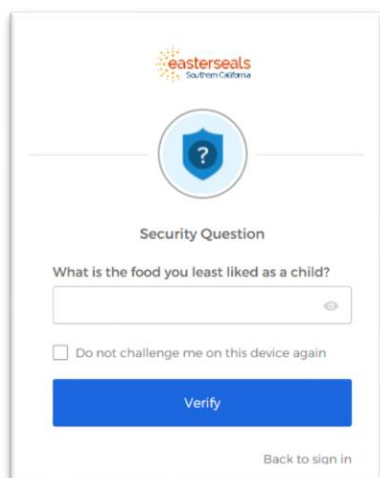 easterseals
Southern California
?
Security Question
What is the food you least liked as a child?
Do not challenge me on this device again
Verify
Back to sign in